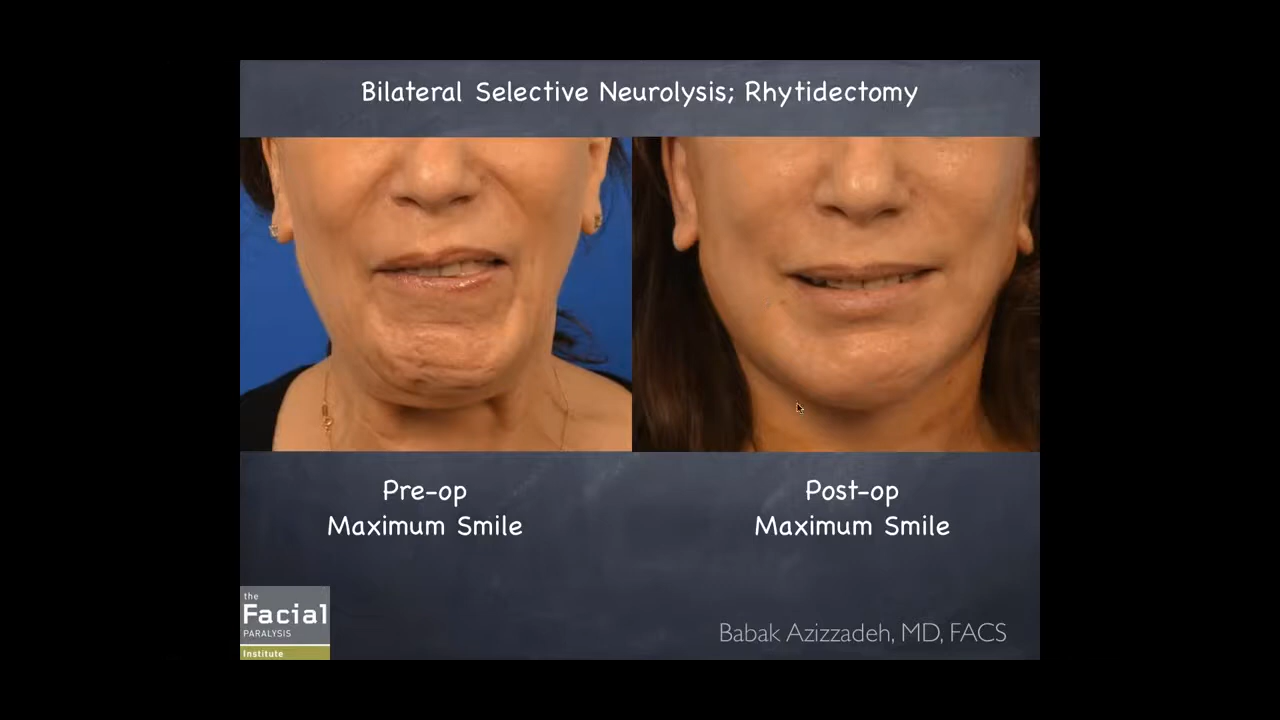 Bilateral Selective Neurolysis; Rhytidectomy
Pre-op
Maximum Smile
Post-op
Maximum Smile
the
Facial
PARALYSIS
Institute
Babak Azizzadeh, MD, FACS